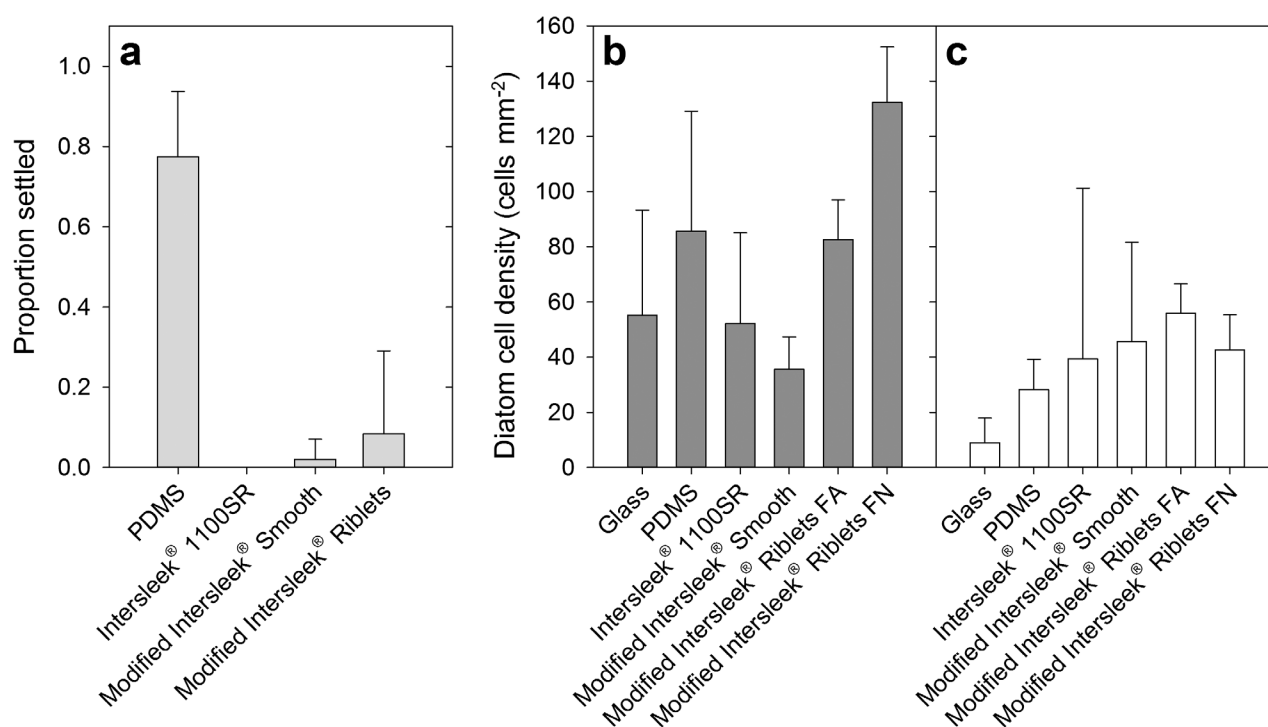 a
Proportion settled
1.0
0.8
0.6
0.4
0.2
0.0
PDMS
Intersleek® 1100SR
Modified Intersleek® Smooth
Modified Intersleek® Riblets
b
Diatom cell density (cells mm-2)
160
140
120
100
80
60
40
20
0
Glass
PDMS
Intersleek® 1100SR
Modified Intersleek® Smooth
Modified Intersleek® Riblets FA
Modified Intersleek® Riblets FN
c
Glass
PDMS
Intersleek® 1100SR
Modified Intersleek® Smooth
Modified Intersleek® Riblets FA
Modified Intersleek® Riblets FN